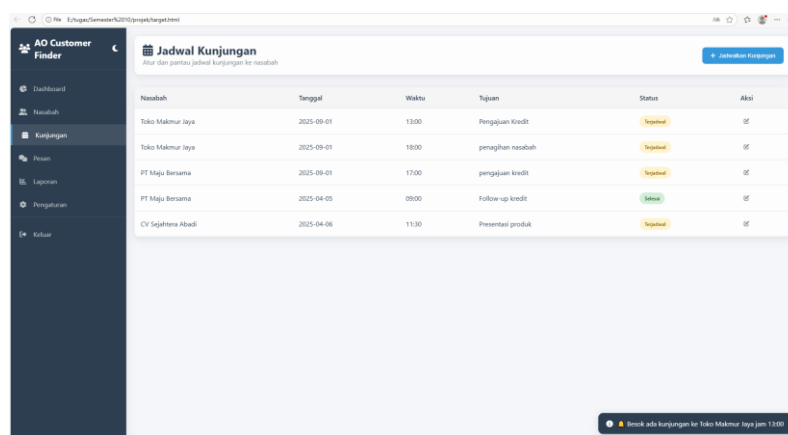 File E:/tugas/Semester%2010/projek/target.html
AO Customer
Finder
Jadwal Kunjungan
Atur dan pantau jadwal kunjungan ke nasabah
+ Jadwalkan Kunjungan
Dashboard
Nasabah
Kunjungan
Pesan
Laporan
Pengaturan
Keluar
Nasabah Tanggal Waktu Tujuan Status Aksi
Toko Makmur Jaya 2025-09-01 13:00 Pengajuan Kredit Terjadwal
Toko Makmur Jaya 2025-09-01 18:00 penagihan nasabah Terjadwal
PT Maju Bersama 2025-09-01 17:00 pengajuan kredit Terjadwal
PT Maju Bersama 2025-04-05 09:00 Follow-up kredit Selesai
CV Sejahtera Abadi 2025-04-06 11:30 Presentasi produk Terjadwal
Besok ada kunjungan ke Toko Makmur Jaya jam 13:00